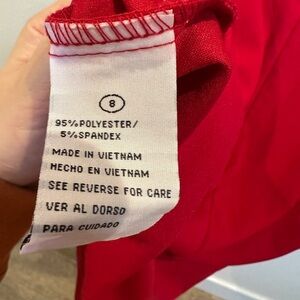 8
95% POLYESTER/
5% SPANDEX
MADE IN VIETNAM
HECHO EN VIETNAM
SEE REVERSE FOR CARE
VER AL DORSO
PARA CUIDADO